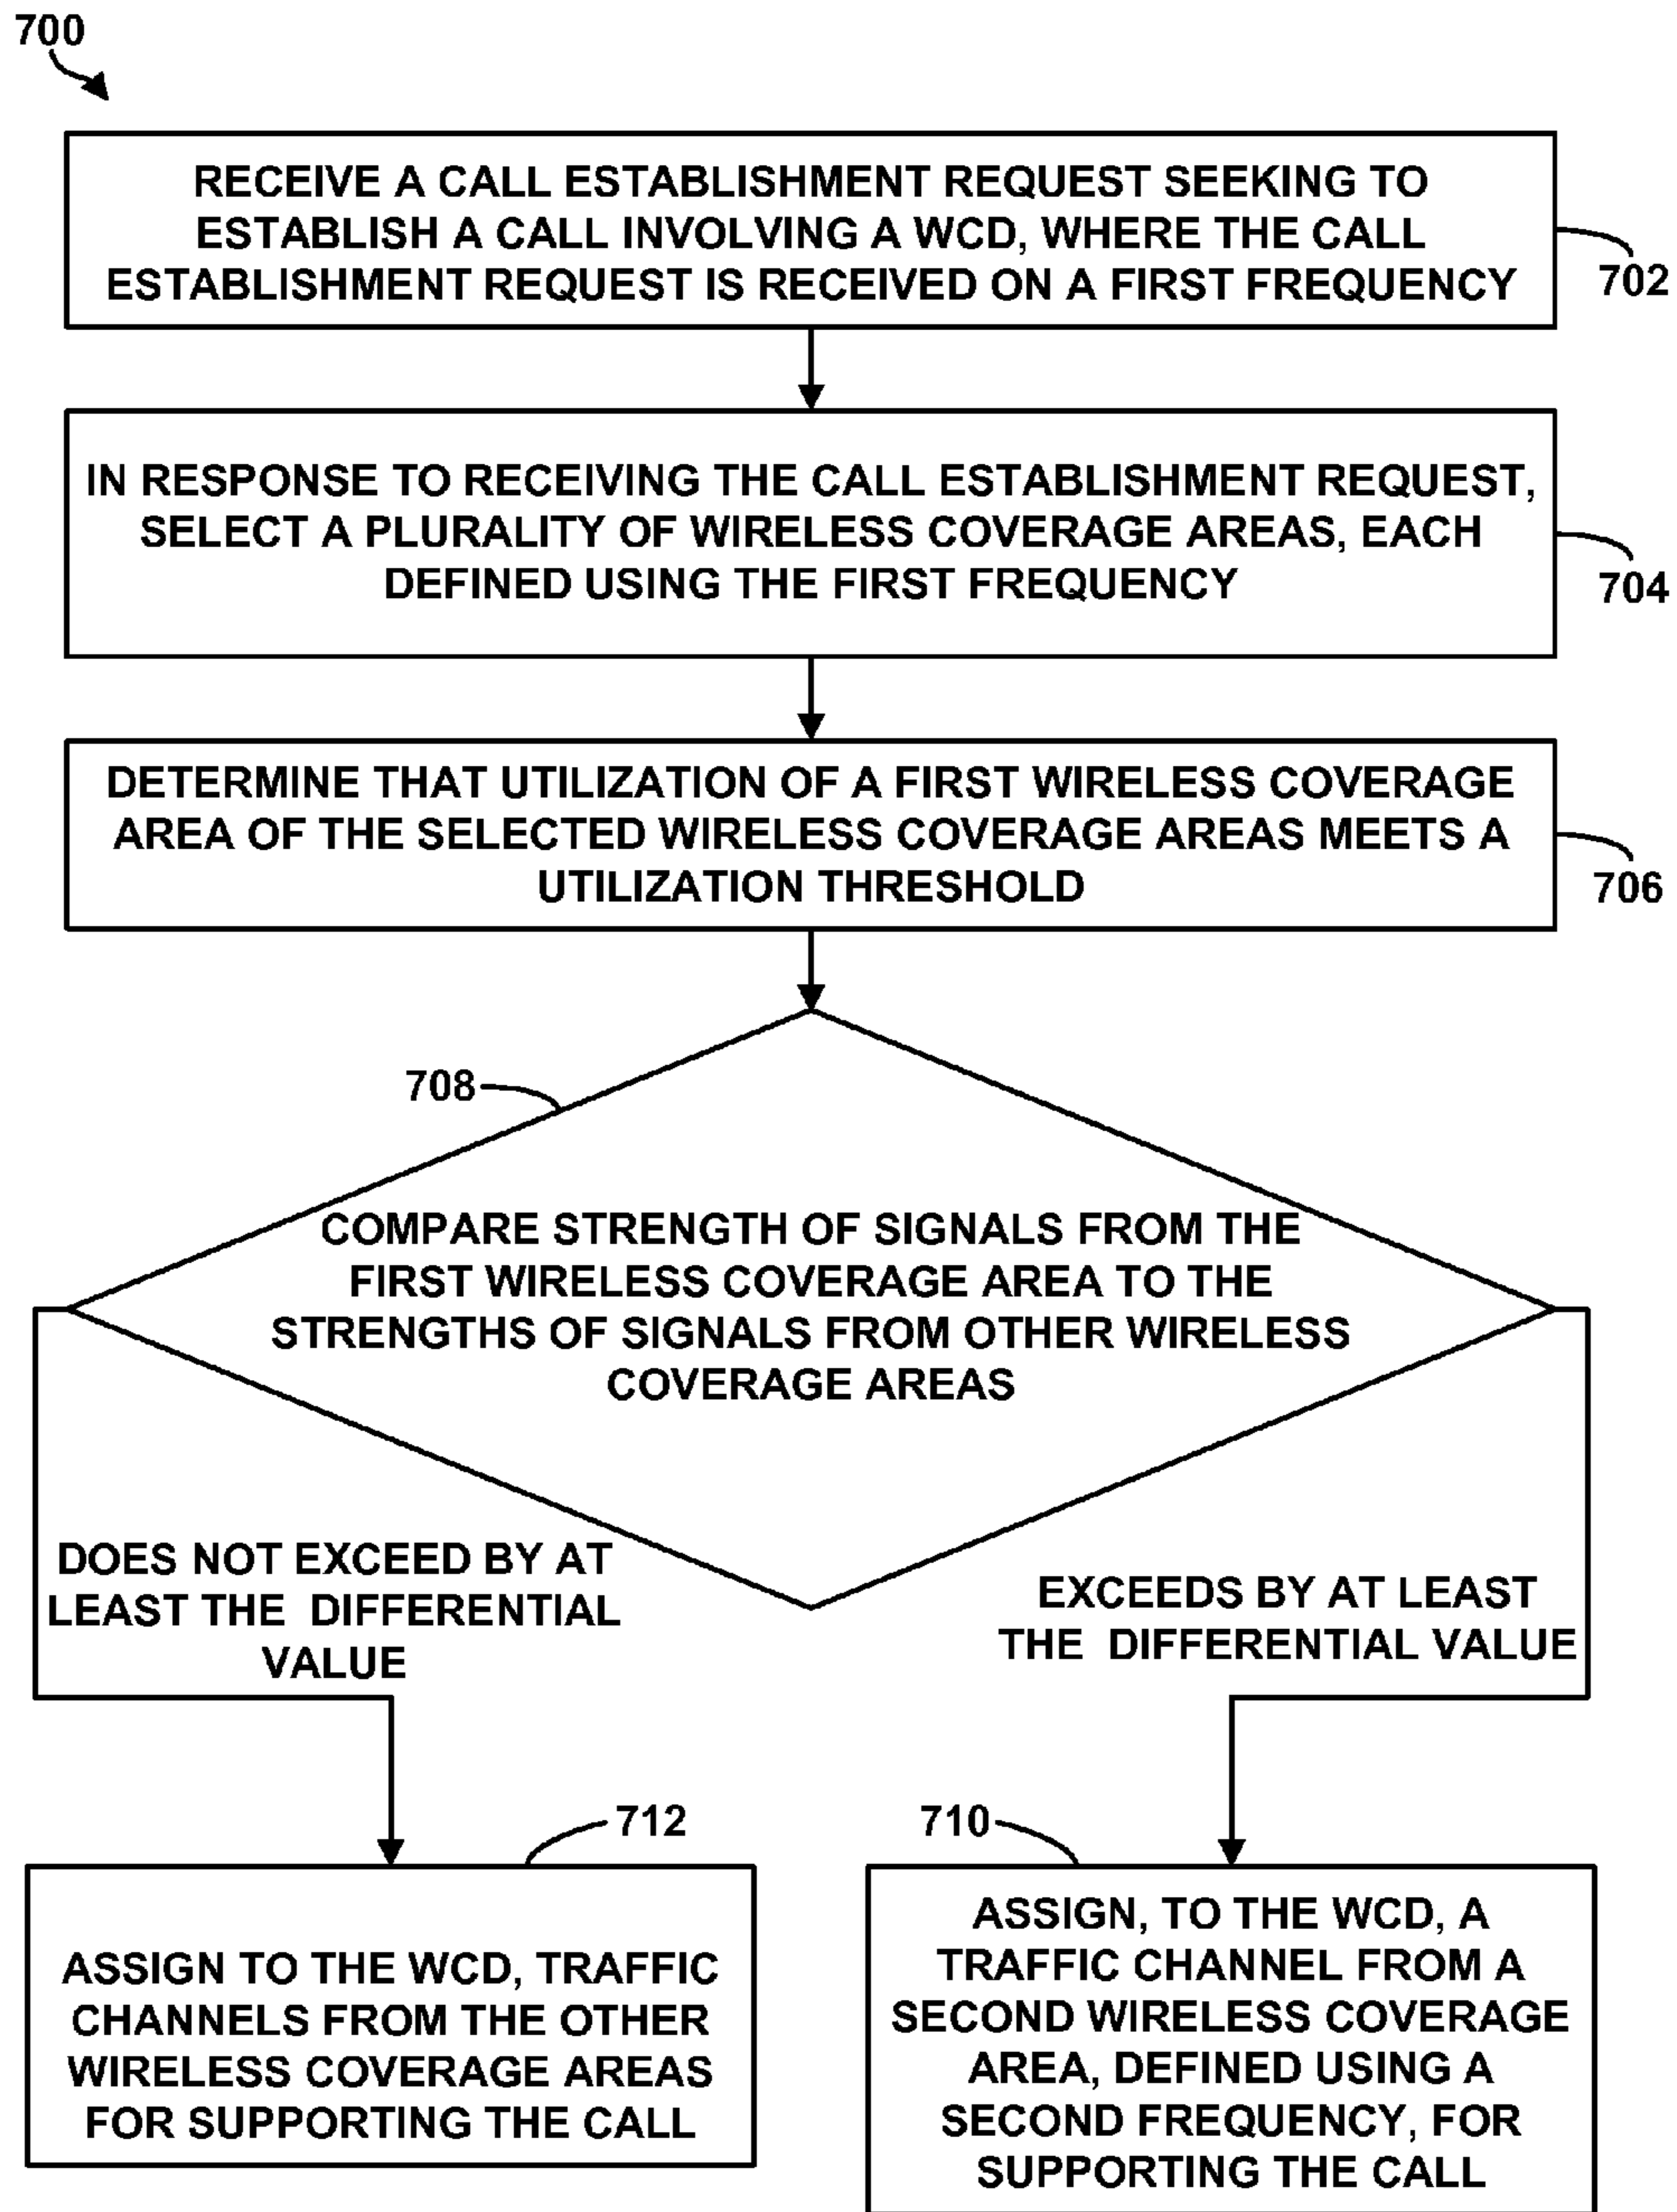 700
RECEIVE A CALL ESTABLISHMENT REQUEST SEEKING TO
ESTABLISH A CALL INVOLVING A WCD, WHERE THE CALL
ESTABLISHMENT REQUEST IS RECEIVED ON A FIRST FREQUENCY
702
IN RESPONSE TO RECEIVING THE CALL ESTABLISHMENT REQUEST,
SELECT A PLURALITY OF WIRELESS COVERAGE AREAS, EACH
DEFINED USING THE FIRST FREQUENCY
704
DETERMINE THAT UTILIZATION OF A FIRST WIRELESS COVERAGE
AREA OF THE SELECTED WIRELESS COVERAGE AREAS MEETS A
UTILIZATION THRESHOLD
706
708
COMPARE STRENGTH OF SIGNALS FROM THE
FIRST WIRELESS COVERAGE AREA TO THE
STRENGTHS OF SIGNALS FROM OTHER WIRELESS
COVERAGE AREAS
DOES NOT EXCEED BY AT
LEAST THE DIFFERENTIAL
VALUE
EXCEEDS BY AT LEAST
THE DIFFERENTIAL VALUE
712
ASSIGN TO THE WCD, TRAFFIC
CHANNELS FROM THE OTHER
WIRELESS COVERAGE AREAS
FOR SUPPORTING THE CALL
710
ASSIGN, TO THE WCD, A
TRAFFIC CHANNEL FROM A
SECOND WIRELESS COVERAGE
AREA, DEFINED USING A
SECOND FREQUENCY, FOR
SUPPORTING THE CALL